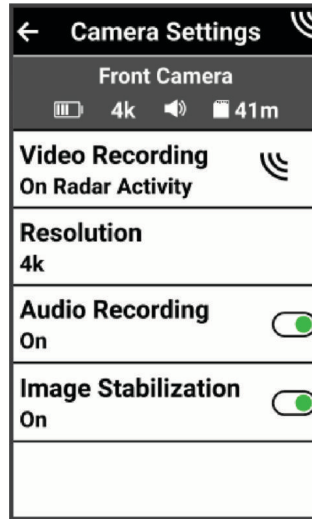 Camera Settings
Front Camera
4k 41m
Video Recording
On Radar Activity
Resolution
4k
Audio Recording
On
Image Stabilization
On